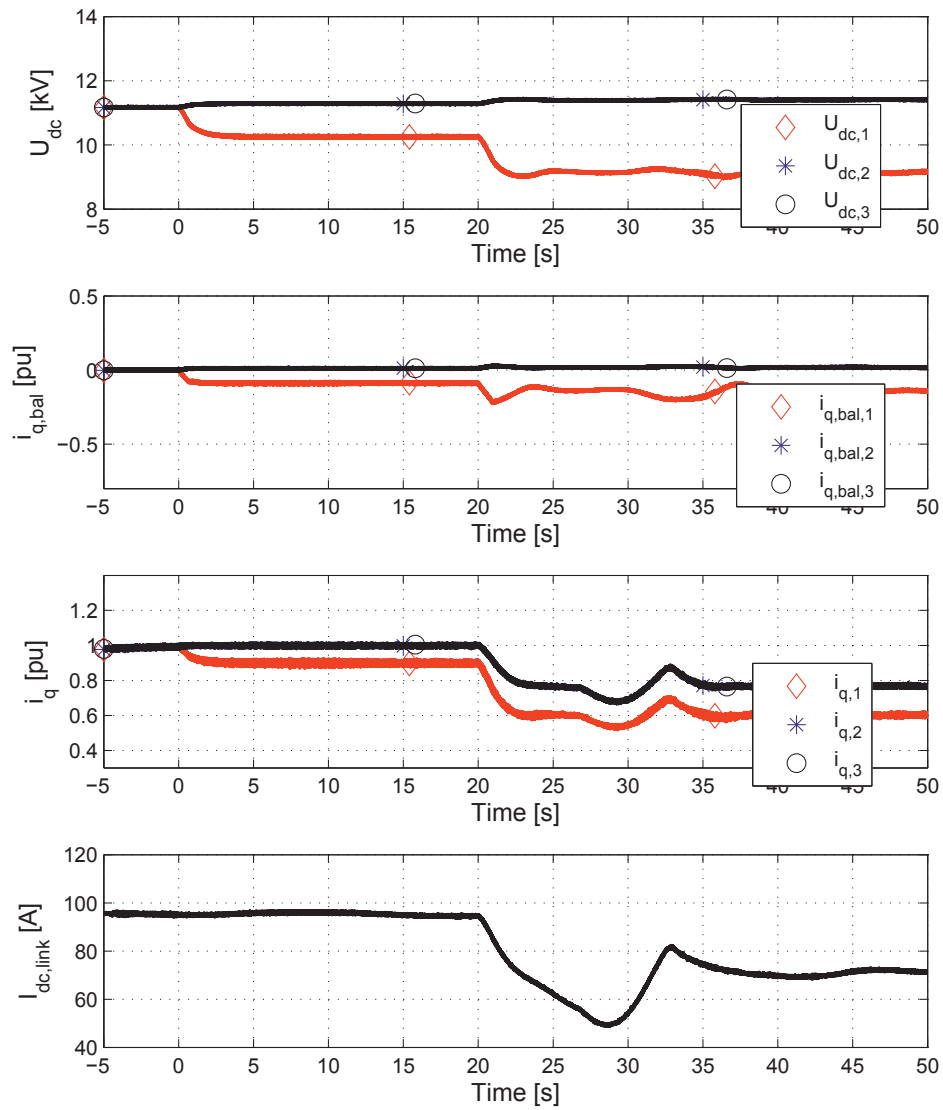 14
12
10
8
U_dc [kV]
U_dc,1
U_dc,2
U_dc,3
−5 0 5 10 15 20 25 30 35 40 45 50
Time [s]
0.5
0
−0.5
i_q,bal [pu]
i_q,bal,1
i_q,bal,2
i_q,bal,3
−5 0 5 10 15 20 25 30 35 40 45 50
Time [s]
1.2
1
0.8
0.6
0.4
i_q [pu]
i_q,1
i_q,2
i_q,3
−5 0 5 10 15 20 25 30 35 40 45 50
Time [s]
120
100
80
60
40
I_dc,link [A]
−5 0 5 10 15 20 25 30 35 40 45 50
Time [s]